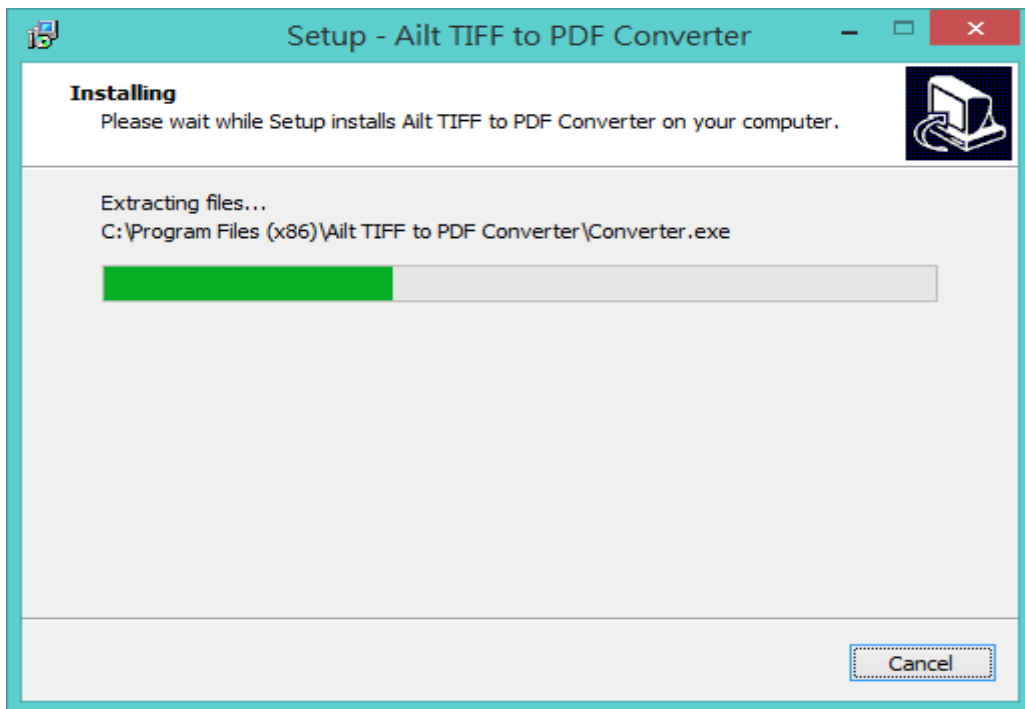 Setup - Ailt TIFF to PDF Converter
Installing
Please wait while Setup installs Ailt TIFF to PDF Converter on your computer.
Extracting files...
C:\Program Files (x86)\Ailt TIFF to PDF Converter\Converter.exe
Cancel